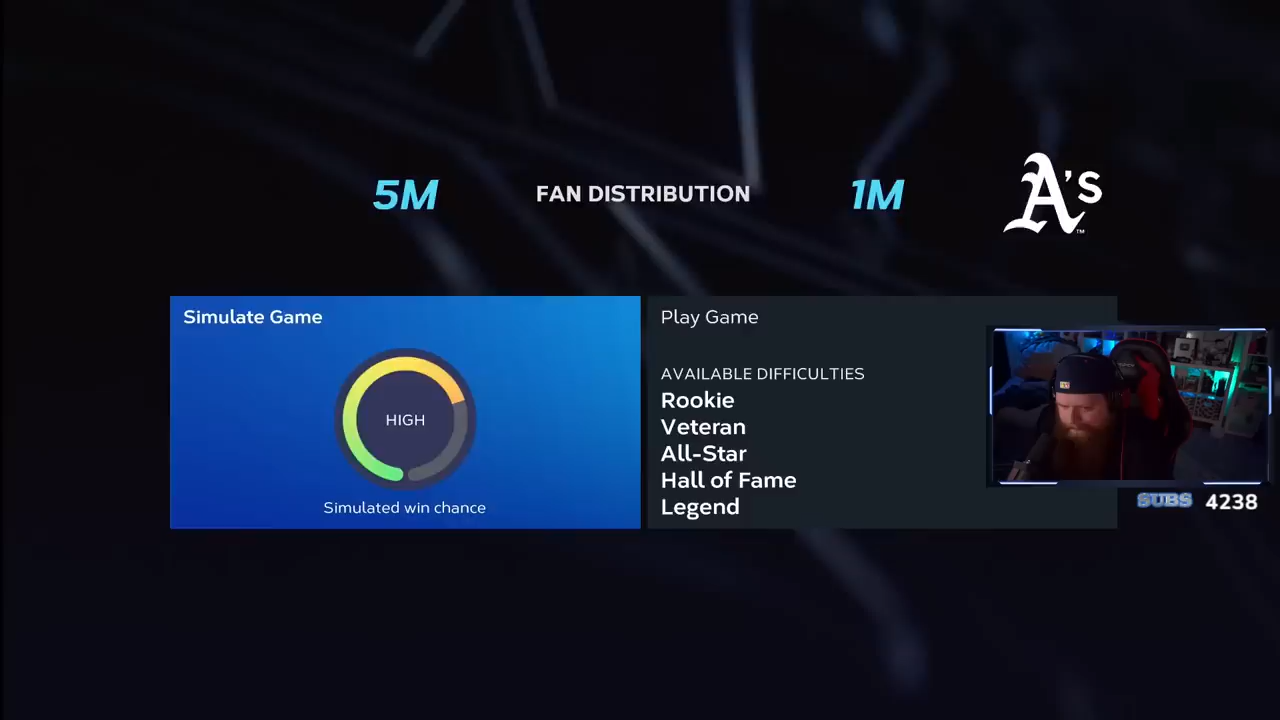 5M FAN DISTRIBUTION 1M A's™
Simulate Game
HIGH
Simulated win chance
Play Game
AVAILABLE DIFFICULTIES
Rookie
Veteran
All-Star
Hall of Fame
Legend
SUBS 4238